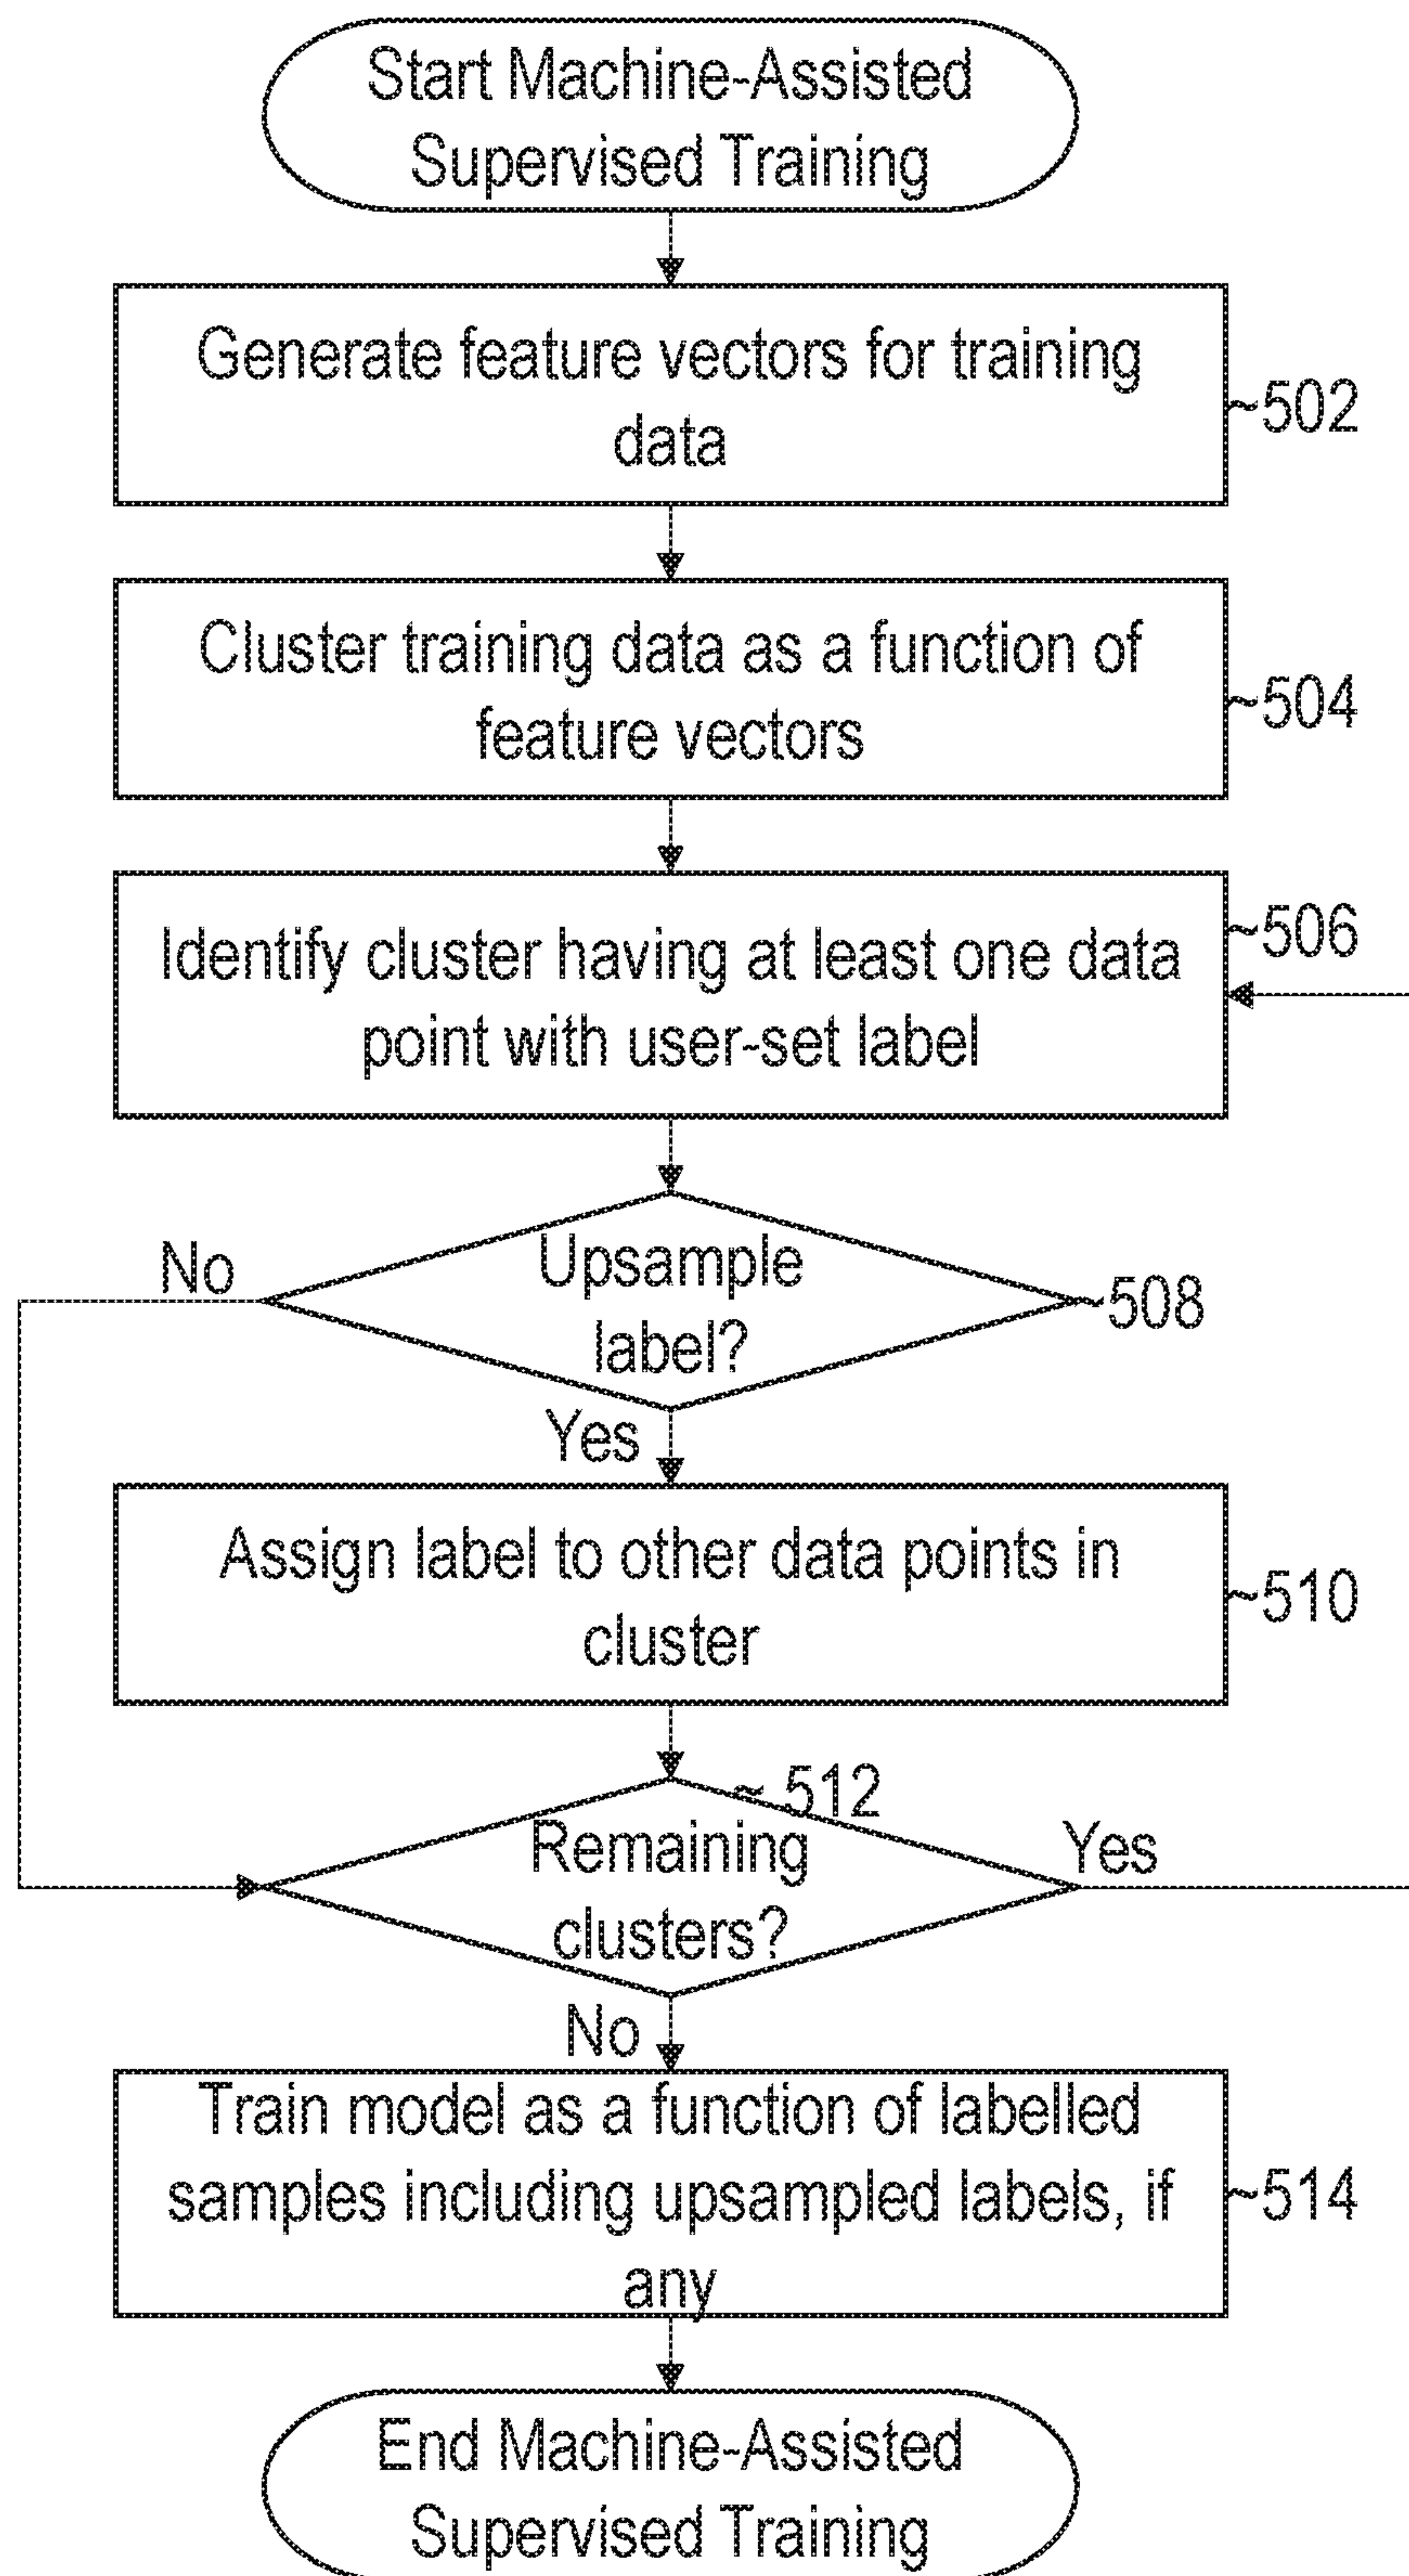 Start Machine-Assisted
Supervised Training
Generate feature vectors for training
data
~502
Cluster training data as a function of
feature vectors
~504
Identify cluster having at least one data
point with user-set label
~506
No
Upsample
label?
~508
Yes
Assign label to other data points in
cluster
~510
~ 512
Remaining
clusters?
Yes
No
Train model as a function of labelled
samples including upsampled labels, if
any
~514
End Machine-Assisted
Supervised Training